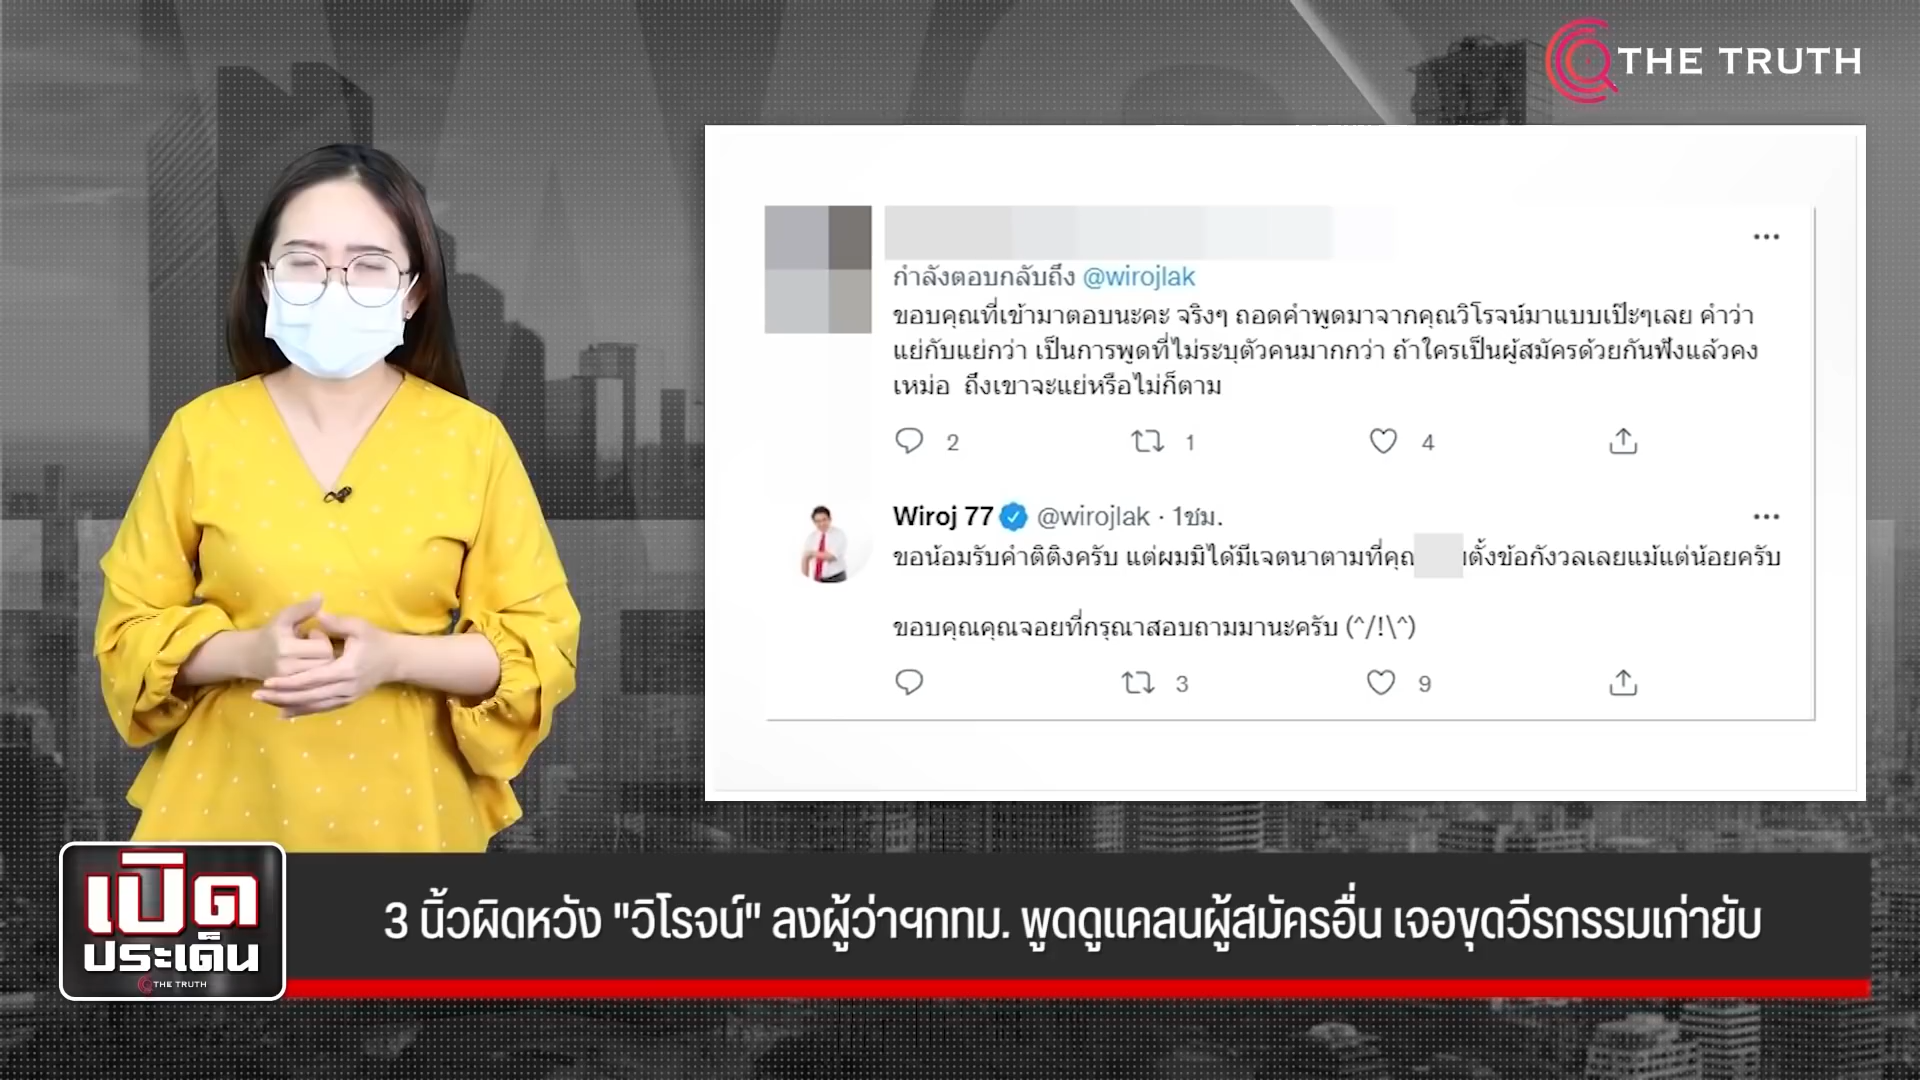 THE TRUTH
กำลังตอบกลับถึง @wirojlak
ขอบคุณที่เข้ามาตอบนะคะ จริงๆ ถอดคำพูดมาจากคุณวิโรจน์มาแบบเป๊ะๆเลย คำว่า
แย่กับแย่กว่า เป็นการพูดที่ไม่ระบุตัวคนมากกว่า ถ้าใครเป็นผู้สมัครด้วยกันฟังแล้วคง
เหม่อ ถึงเขาจะแย่หรือไม่ก็ตาม
2 1 4
Wiroj 77 @wirojlak · 1ชม.
ขอน้อมรับคำติติงครับ แต่ผมมิได้มีเจตนาตามที่คุณ ตั้งข้อกังวลเลยแม้แต่น้อยครับ
ขอบคุณคุณจอยที่กรุณาสอบถามมานะครับ (^/!\^)
3 9
เปิด
ประเด็น
THE TRUTH
3 นิ้วผิดหวัง "วิโรจน์" ลงผู้ว่าฯกทม. พูดดูแคลนผู้สมัครอื่น เจอขุดวีรกรรมเก่ายับ